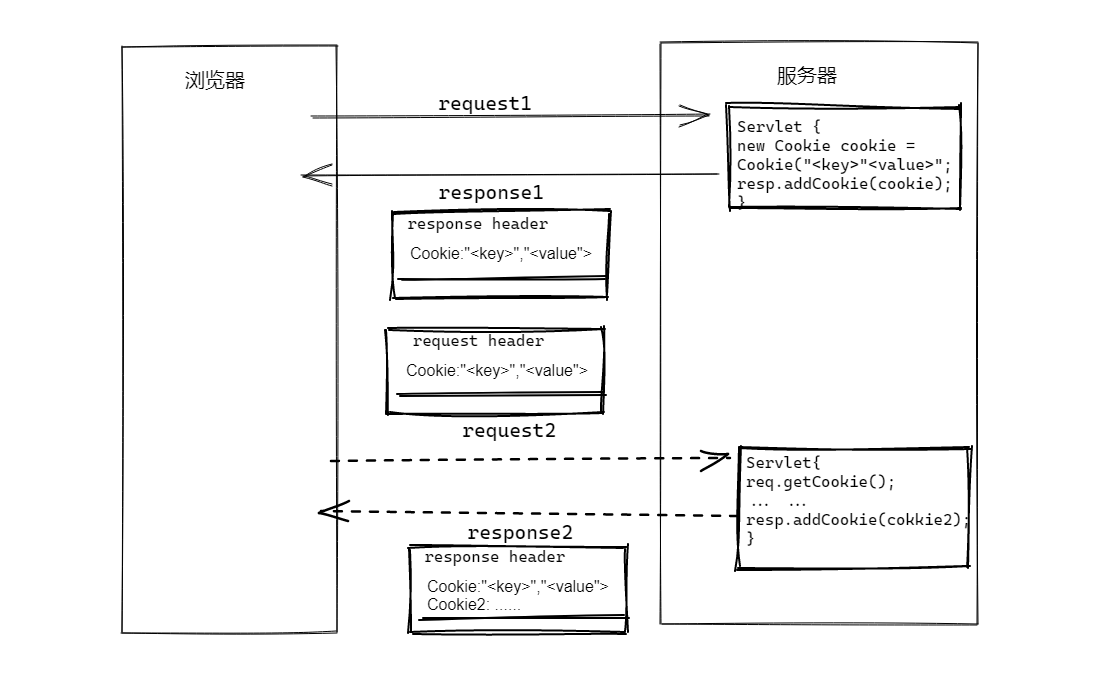 浏览器
服务器
request1
Servlet {
new Cookie cookie =
Cookie("<key>"<value>";
resp.addCookie(cookie);
}
response1
response header
Cookie:"<key>","<value">
request header
Cookie:"<key>","<value">
request2
Servlet{
req.getCookie();
... ...
resp.addCookie(cokkie2);
}
response2
response header
Cookie:"<key>","<value">
Cookie2: ......